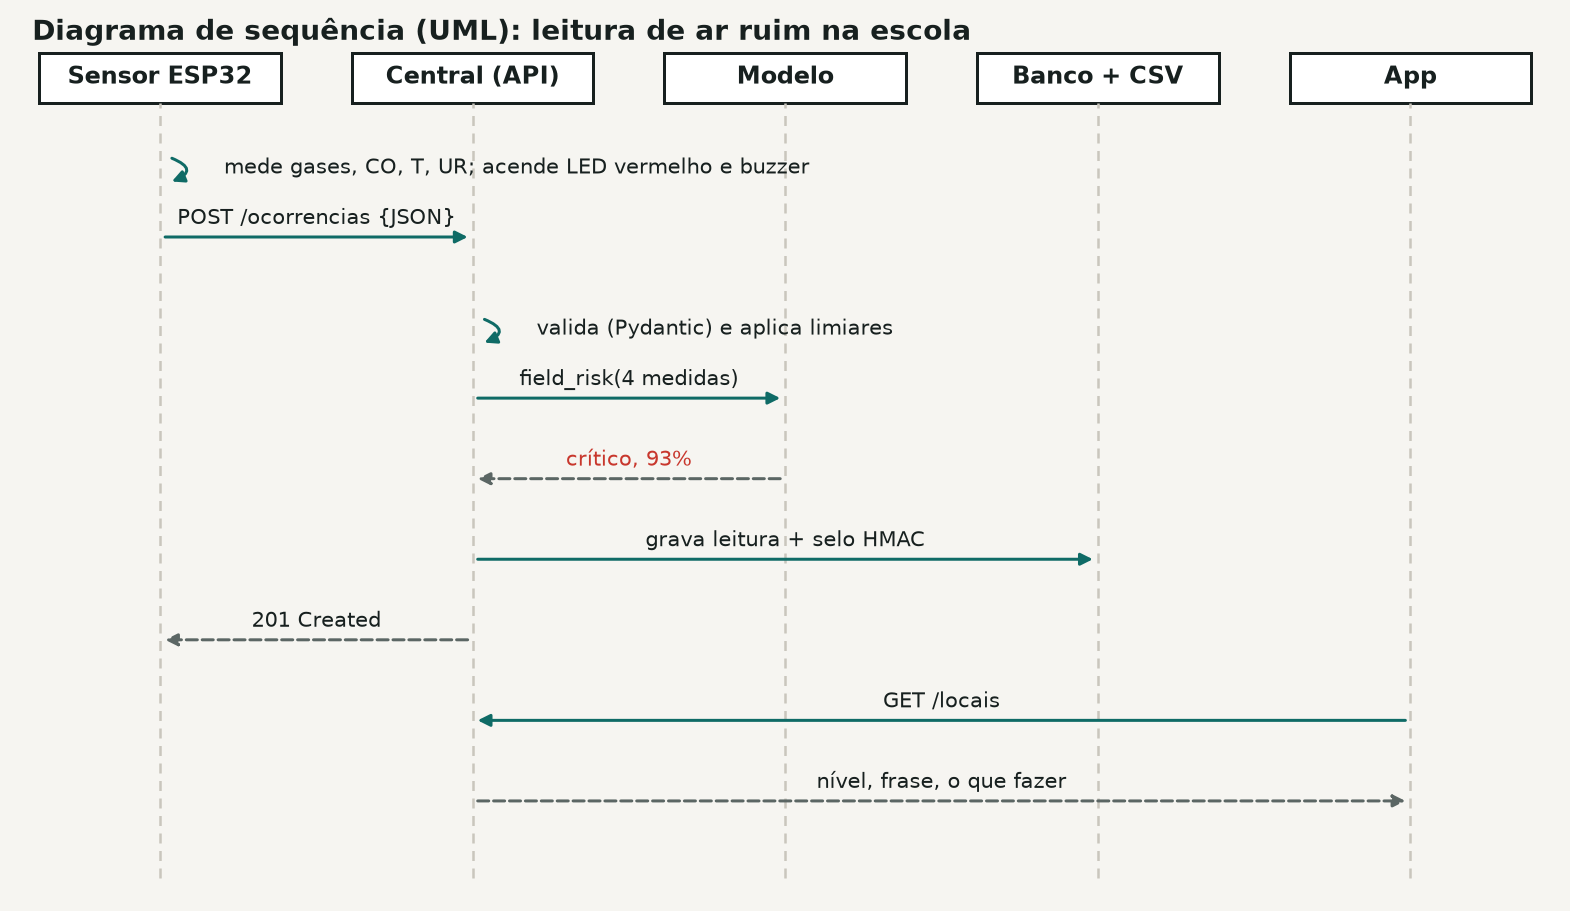 Diagrama de sequência (UML): leitura de ar ruim na escola
Sensor ESP32
Central (API)
Modelo
Banco + CSV
App
mede gases, CO, T, UR; acende LED vermelho e buzzer
POST /ocorrencias {JSON}
valida (Pydantic) e aplica limiares
field_risk(4 medidas)
crítico, 93%
grava leitura + selo HMAC
201 Created
GET /locais
nível, frase, o que fazer